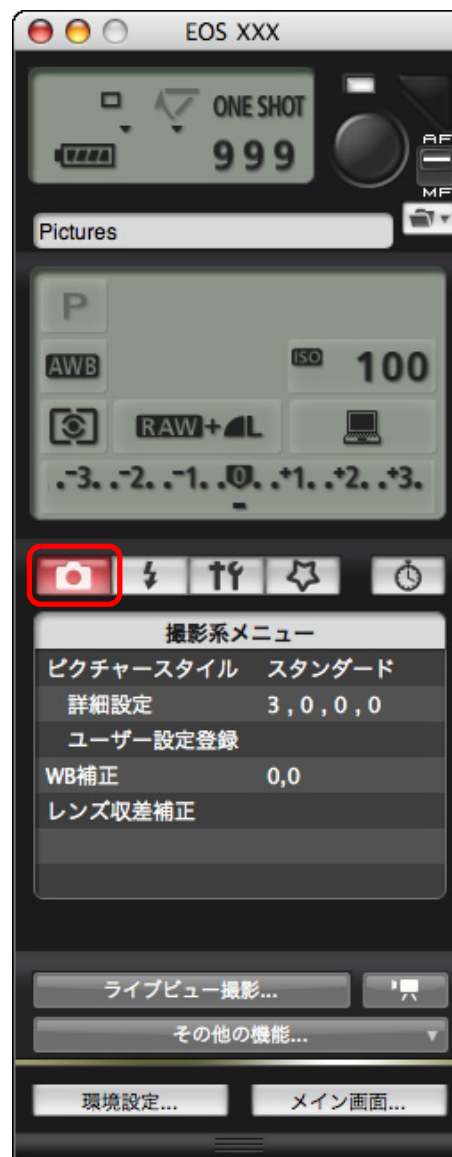 EOS XXX
ONE SHOT
999
AF
MF
Pictures
P
AWB
ISO 100
RAW+L
.-3. .-2. .-1. .0. .+1. .+2. .+3.
撮影系メニュー
ピクチャースタイル スタンダード
詳細設定 3 , 0 , 0 , 0
ユーザー設定登録
WB補正 0,0
レンズ収差補正
ライブビュー撮影...
その他の機能...
環境設定... メイン画面...